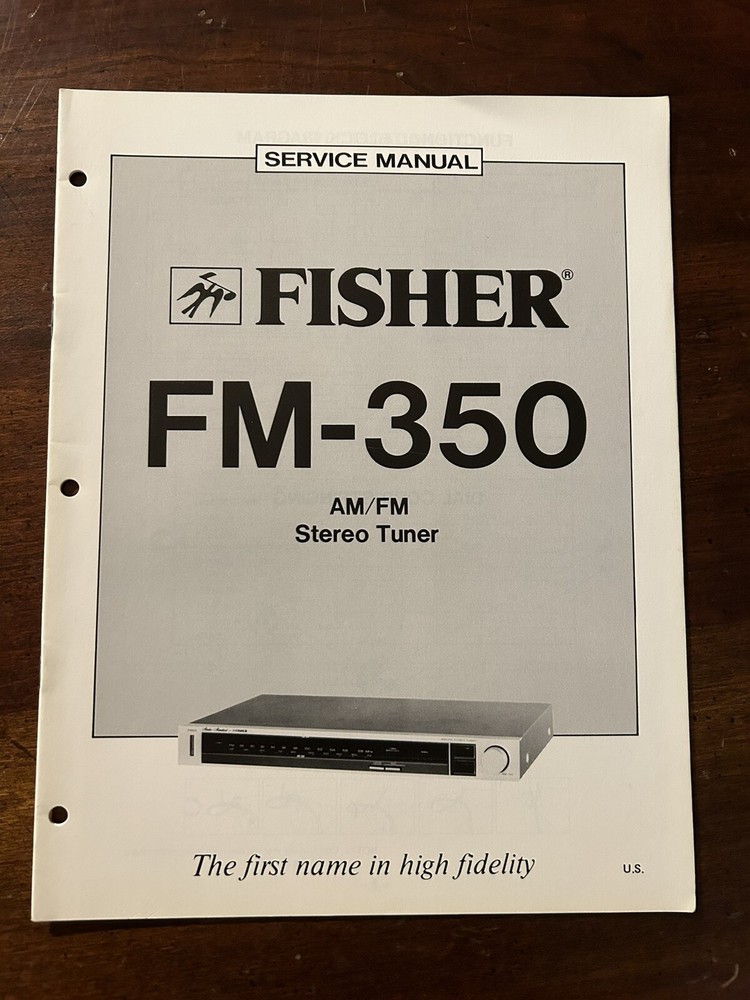 SERVICE MANUAL
FISHER®
FM-350
AM/FM
Stereo Tuner
The first name in high fidelity
U.S.